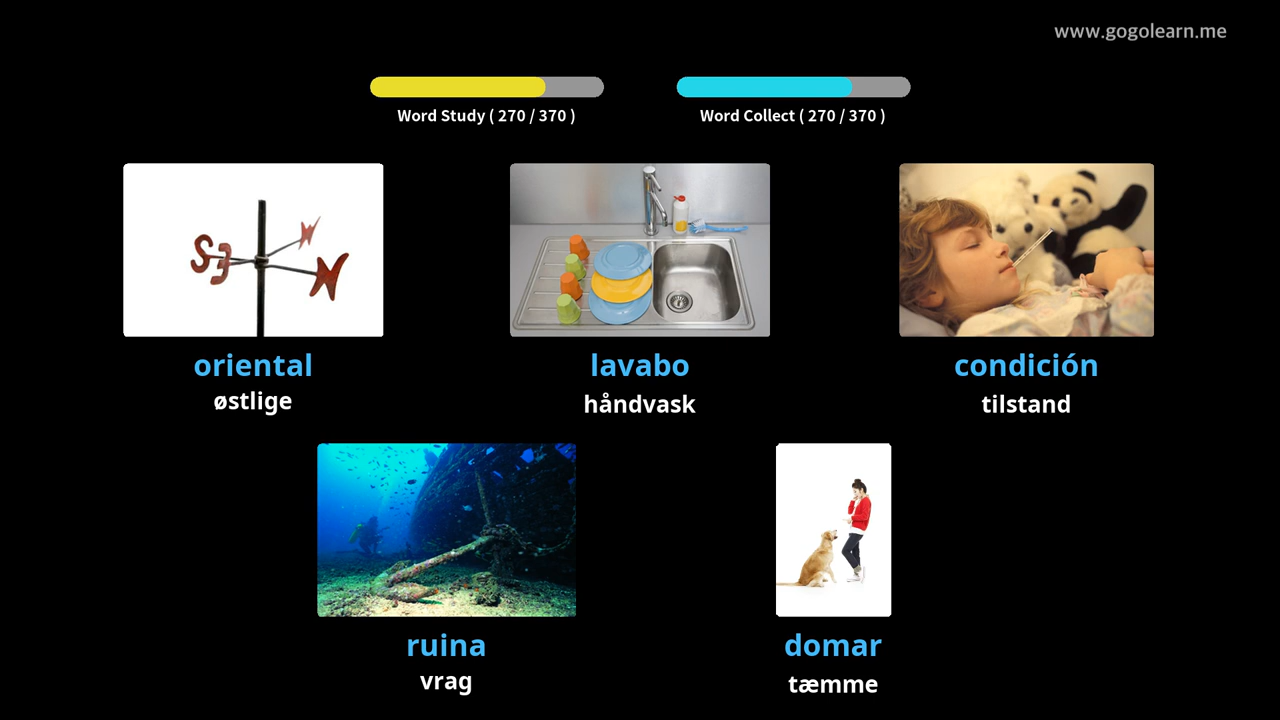 www.gogolearn.me
Word Study ( 270 / 370 )
Word Collect ( 270 / 370 )
oriental
østlige
lavabo
håndvask
condición
tilstand
ruina
vrag
domar
tæmme